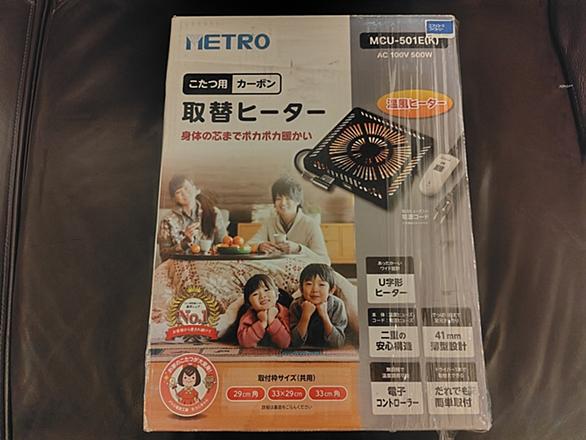 METRO
MCU-501E(K)
AC 100V 500W
こたつ用 カーボン
取替ヒーター
身体の芯までポカポカ暖かい
温風ヒーター
電源コード
U字形
ヒーター
No.1
二重の
安心構造
41mm
薄型設計
取付枠サイズ(共用)
29cm角
33×29cm
33cm角
電子
コントローラー
だれでも
簡単取付